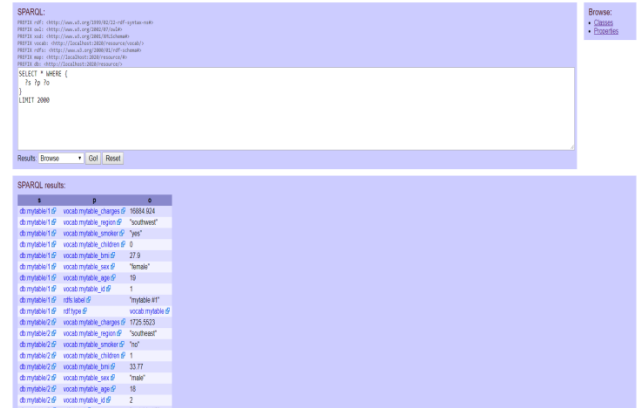 SPARQL:
PREFIX rdf: <http://www.w3.org/1999/02/22-rdf-syntax-ns#>
PREFIX owl: <http://www.w3.org/2002/07/owl#>
PREFIX xsd: <http://www.w3.org/2001/XMLSchema#>
PREFIX vocab: <http://localhost:2020/resource/vocab/>
PREFIX rdfs: <http://www.w3.org/2000/01/rdf-schema#>
PREFIX map: <http://localhost:2020/resource/#>
PREFIX db: <http://localhost:2020/resource/>
SELECT * WHERE {
?s ?p ?o
}
LIMIT 2000
Results: Browse Go! Reset
Browse:
Classes
Properties
SPARQL results:
s p o
db:mytable/1 vocab:mytable_charges 16884.924
db:mytable/1 vocab:mytable_region "southwest"
db:mytable/1 vocab:mytable_smoker "yes"
db:mytable/1 vocab:mytable_children 0
db:mytable/1 vocab:mytable_bmi 27.9
db:mytable/1 vocab:mytable_sex "female"
db:mytable/1 vocab:mytable_age 19
db:mytable/1 vocab:mytable_id 1
db:mytable/1 rdfs:label "mytable #1"
db:mytable/1 rdf:type vocab:mytable
db:mytable/2 vocab:mytable_charges 1725.5523
db:mytable/2 vocab:mytable_region "southeast"
db:mytable/2 vocab:mytable_smoker "no"
db:mytable/2 vocab:mytable_children 1
db:mytable/2 vocab:mytable_bmi 33.77
db:mytable/2 vocab:mytable_sex "male"
db:mytable/2 vocab:mytable_age 18
db:mytable/2 vocab:mytable_id 2